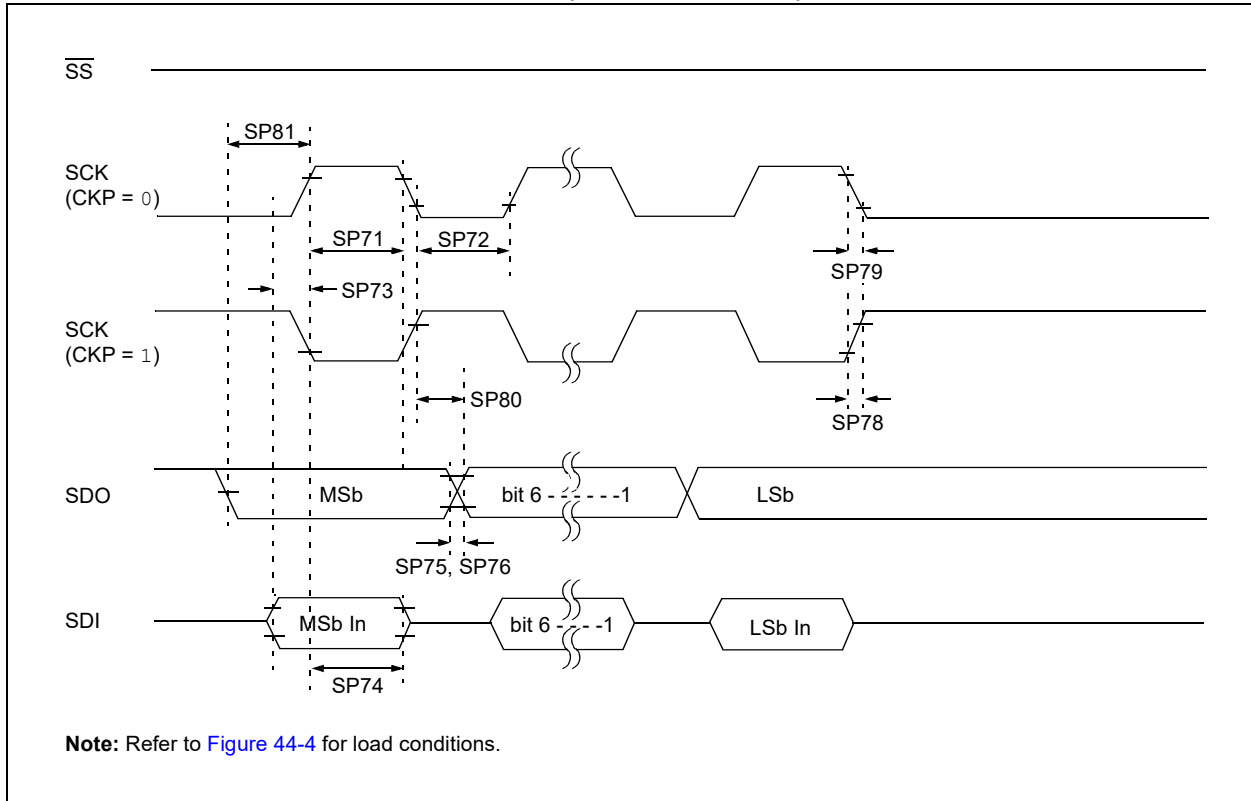 SS
SP81
SCK
(CKP = 0)
SP71
SP72
SP79
SP73
SCK
(CKP = 1)
SP80
SP78
SDO
MSb
bit 6 - - - - - -1
LSb
SP75, SP76
SDI
MSb In
bit 6 - - - - -1
LSb In
SP74
Note: Refer to Figure 44-4 for load conditions.